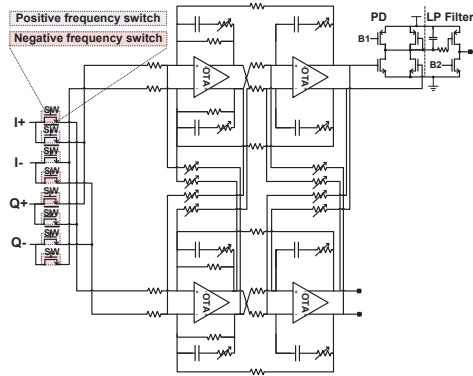 Positive frequency switch
Negative frequency switch
PD
LP Filter
B1
B2
OTA
OTA
SW
I+
SW
SW
I-
SW
SW
Q+
SW
SW
Q-
SW
OTA
OTA